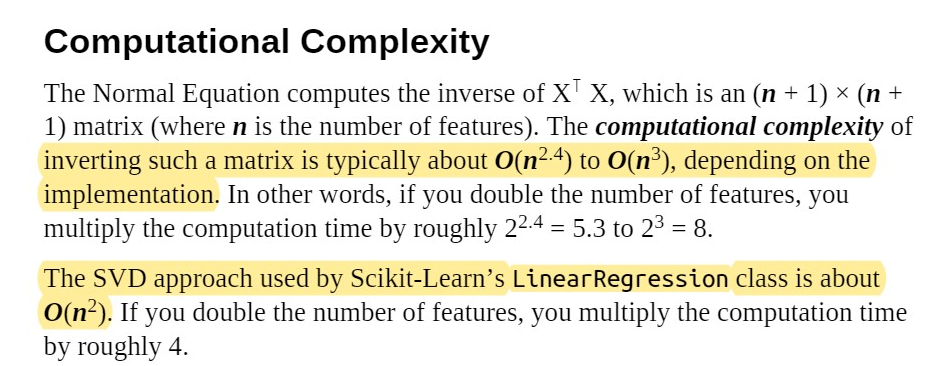 Computational Complexity
The Normal Equation computes the inverse of X⊤ X, which is an (n + 1) × (n +
1) matrix (where n is the number of features). The computational complexity of
inverting such a matrix is typically about O(n^2.4) to O(n^3), depending on the
implementation. In other words, if you double the number of features, you
multiply the computation time by roughly 2^2.4 = 5.3 to 2^3 = 8.
The SVD approach used by Scikit-Learn’s LinearRegression class is about
O(n^2). If you double the number of features, you multiply the computation time
by roughly 4.